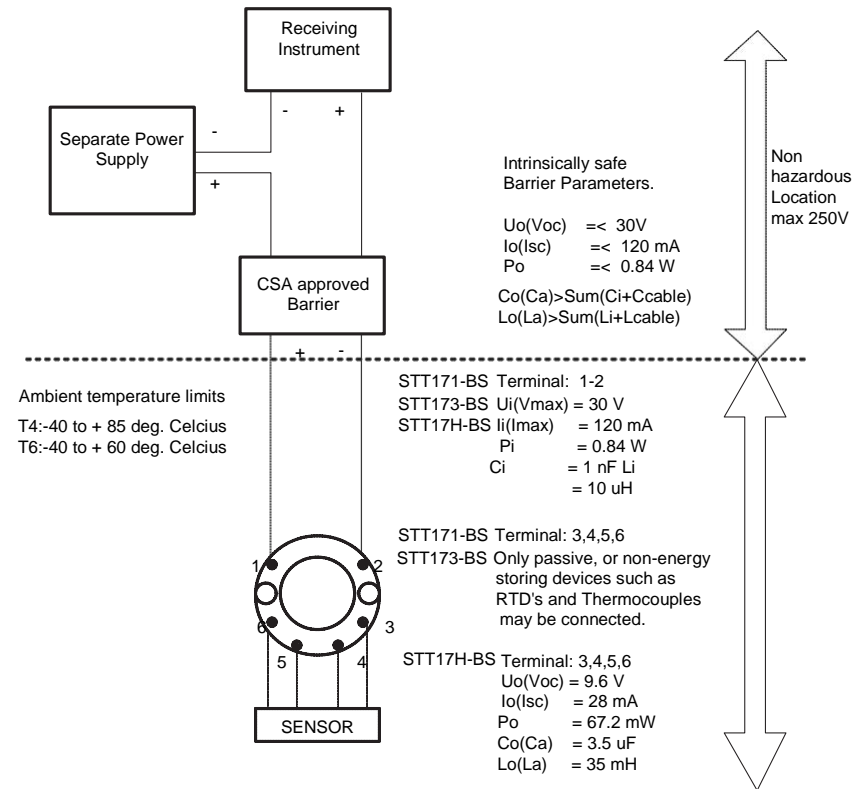 Receiving
Instrument
- +
Separate Power
Supply
-
+
Non
hazardous
Location
max 250V
Intrinsically safe
Barrier Parameters.
Uo(Voc) =< 30V
Io(Isc) =< 120 mA
Po =< 0.84 W
Co(Ca)>Sum(Ci+Ccable)
Lo(La)>Sum(Li+Lcable)
CSA approved
Barrier
+ -
Ambient temperature limits
T4:-40 to + 85 deg. Celcius
T6:-40 to + 60 deg. Celcius
STT171-BS Terminal: 1-2
STT173-BS Ui(Vmax) = 30 V
STT17H-BS Ii(Imax) = 120 mA
Pi = 0.84 W
Ci = 1 nF Li
= 10 uH
STT171-BS Terminal: 3,4,5,6
STT173-BS Only passive, or non-energy
storing devices such as
RTD's and Thermocouples
may be connected.
1 2
6 3
5 4
SENSOR
STT17H-BS Terminal: 3,4,5,6
Uo(Voc) = 9.6 V
Io(Isc) = 28 mA
Po = 67.2 mW
Co(Ca) = 3.5 uF
Lo(La) = 35 mH